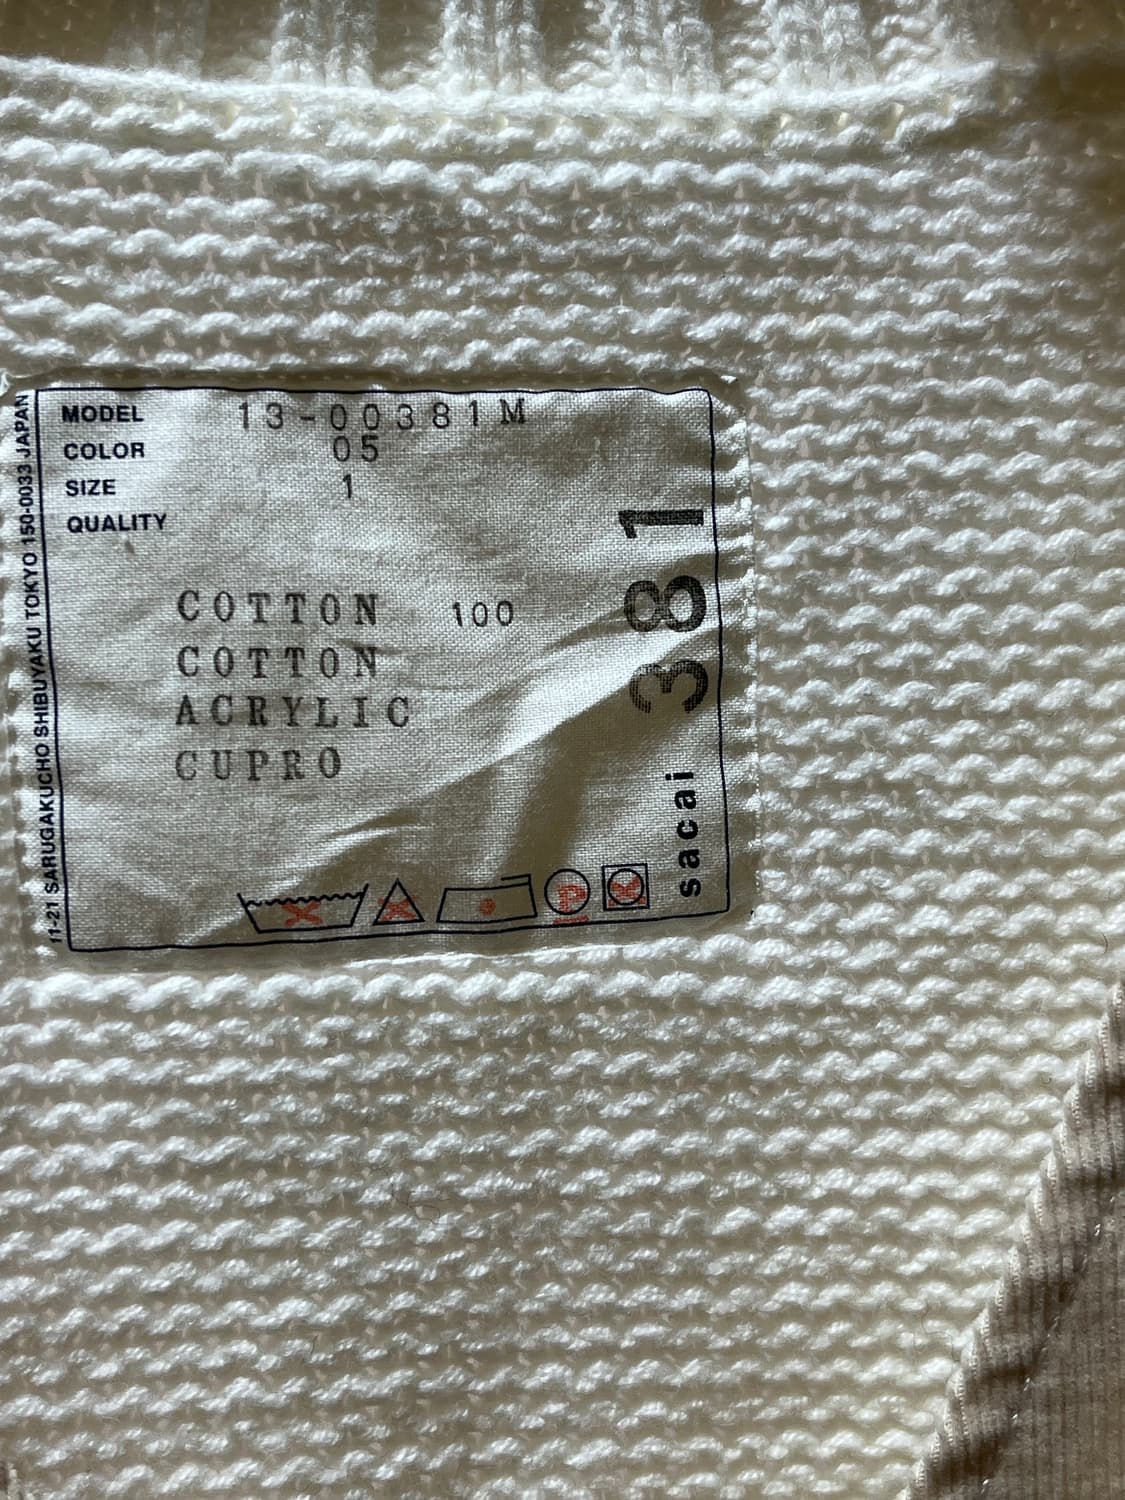 MODEL 13-00381M
COLOR 05
SIZE 1
QUALITY
COTTON 100
COTTON
ACRYLIC
CUPRO
P
381
sacai
11-21 SARUGAKUCHO SHIBUYAKU TOKYO 150-0033 JAPAN